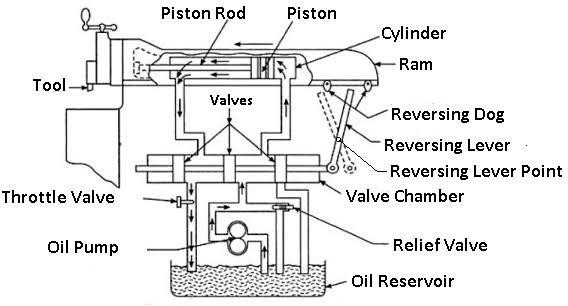 Piston Rod
Piston
Cylinder
Ram
Tool
Valves
Reversing Dog
Reversing Lever
Reversing Lever Point
Throttle Valve
Valve Chamber
Oil Pump
Relief Valve
Oil Reservoir